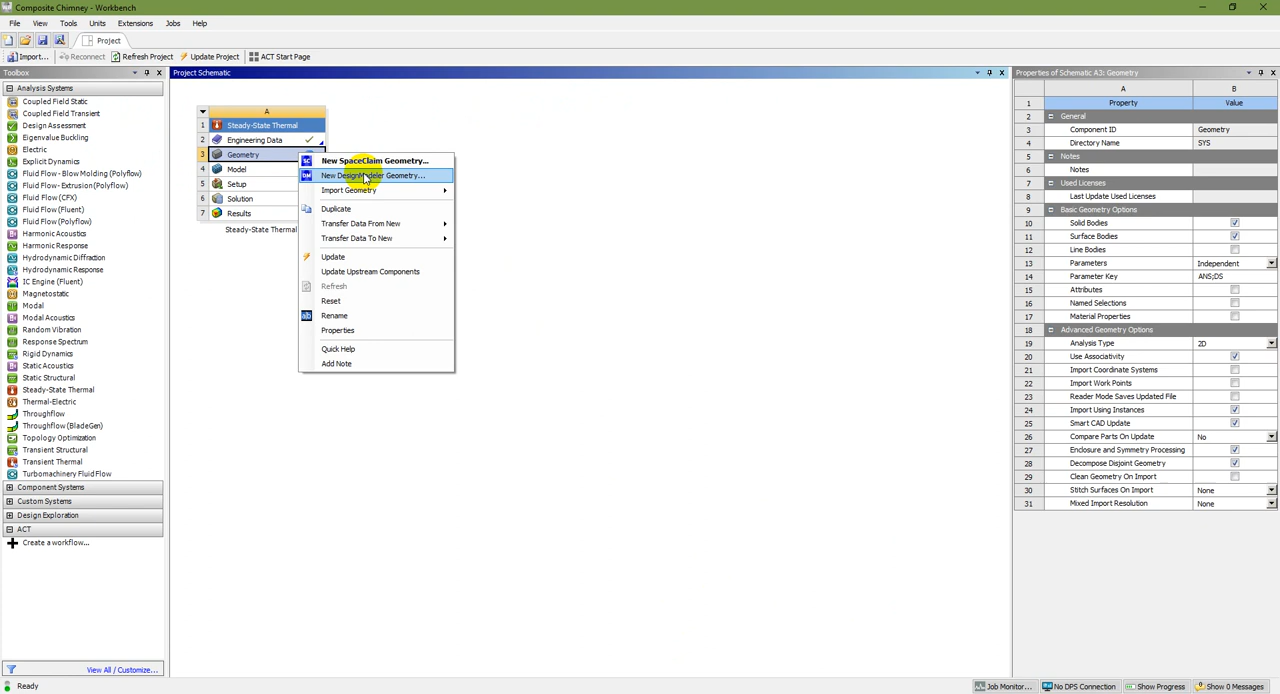 Composite Chimney - Workbench
File View Tools Units Extensions Jobs Help
Project
Import... Reconnect Refresh Project Update Project ACT Start Page
Toolbox
Analysis Systems
Coupled Field Static
Coupled Field Transient
Design Assessment
Eigenvalue Buckling
Electric
Explicit Dynamics
Fluid Flow - Blow Molding (Polyflow)
Fluid Flow- Extrusion (Polyflow)
Fluid Flow (CFX)
Fluid Flow (Fluent)
Fluid Flow (Polyflow)
Harmonic Acoustics
Harmonic Response
Hydrodynamic Diffraction
Hydrodynamic Response
IC Engine (Fluent)
Magnetostatic
Modal
Modal Acoustics
Random Vibration
Response Spectrum
Rigid Dynamics
Static Acoustics
Static Structural
Steady-State Thermal
Thermal-Electric
Throughflow
Throughflow (BladeGen)
Topology Optimization
Transient Structural
Transient Thermal
Turbomachinery Fluid Flow
Component Systems
Custom Systems
Design Exploration
ACT
Create a workflow...
View All / Customize...
Project Schematic
A
1 Steady-State Thermal
2 Engineering Data
3 Geometry
4 Model
5 Setup
6 Solution
7 Results
Steady-State Thermal
SC New SpaceClaim Geometry...
DM New DesignModeler Geometry...
Import Geometry
Duplicate
Transfer Data From New
Transfer Data To New
Update
Update Upstream Components
Refresh
Reset
ab Rename
Properties
Quick Help
Add Note
Properties of Schematic A3: Geometry
A B
1 Property Value
2 General
3 Component ID Geometry
4 Directory Name SYS
5 Notes
6 Notes
7 Used Licenses
8 Last Update Used Licenses
9 Basic Geometry Options
10 Solid Bodies
11 Surface Bodies
12 Line Bodies
13 Parameters Independent
14 Parameter Key ANS;DS
15 Attributes
16 Named Selections
17 Material Properties
18 Advanced Geometry Options
19 Analysis Type 2D
20 Use Associativity
21 Import Coordinate Systems
22 Import Work Points
23 Reader Mode Saves Updated File
24 Import Using Instances
25 Smart CAD Update
26 Compare Parts On Update No
27 Enclosure and Symmetry Processing
28 Decompose Disjoint Geometry
29 Clean Geometry On Import
30 Stitch Surfaces On Import None
31 Mixed Import Resolution None
Ready
Job Monitor... No DPS Connection Show Progress Show 0 Messages